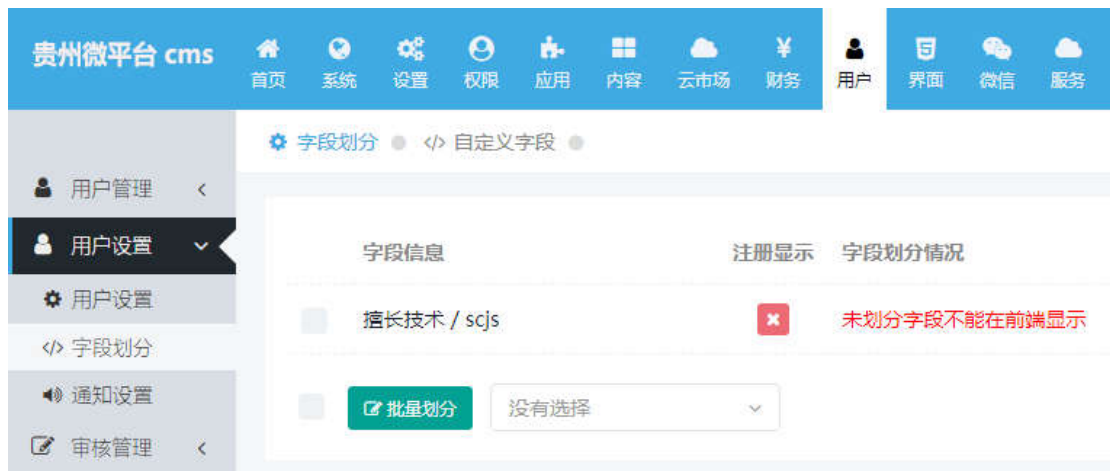 贵州微平台 cms
首页 系统 设置 权限 应用 内容 云市场 财务 用户 界面 微信 服务
字段划分 自定义字段
用户管理
用户设置
用户设置
字段划分
通知设置
审核管理
字段信息 注册显示 字段划分情况
擅长技术 / scjs 未划分字段不能在前端显示
批量划分 没有选择